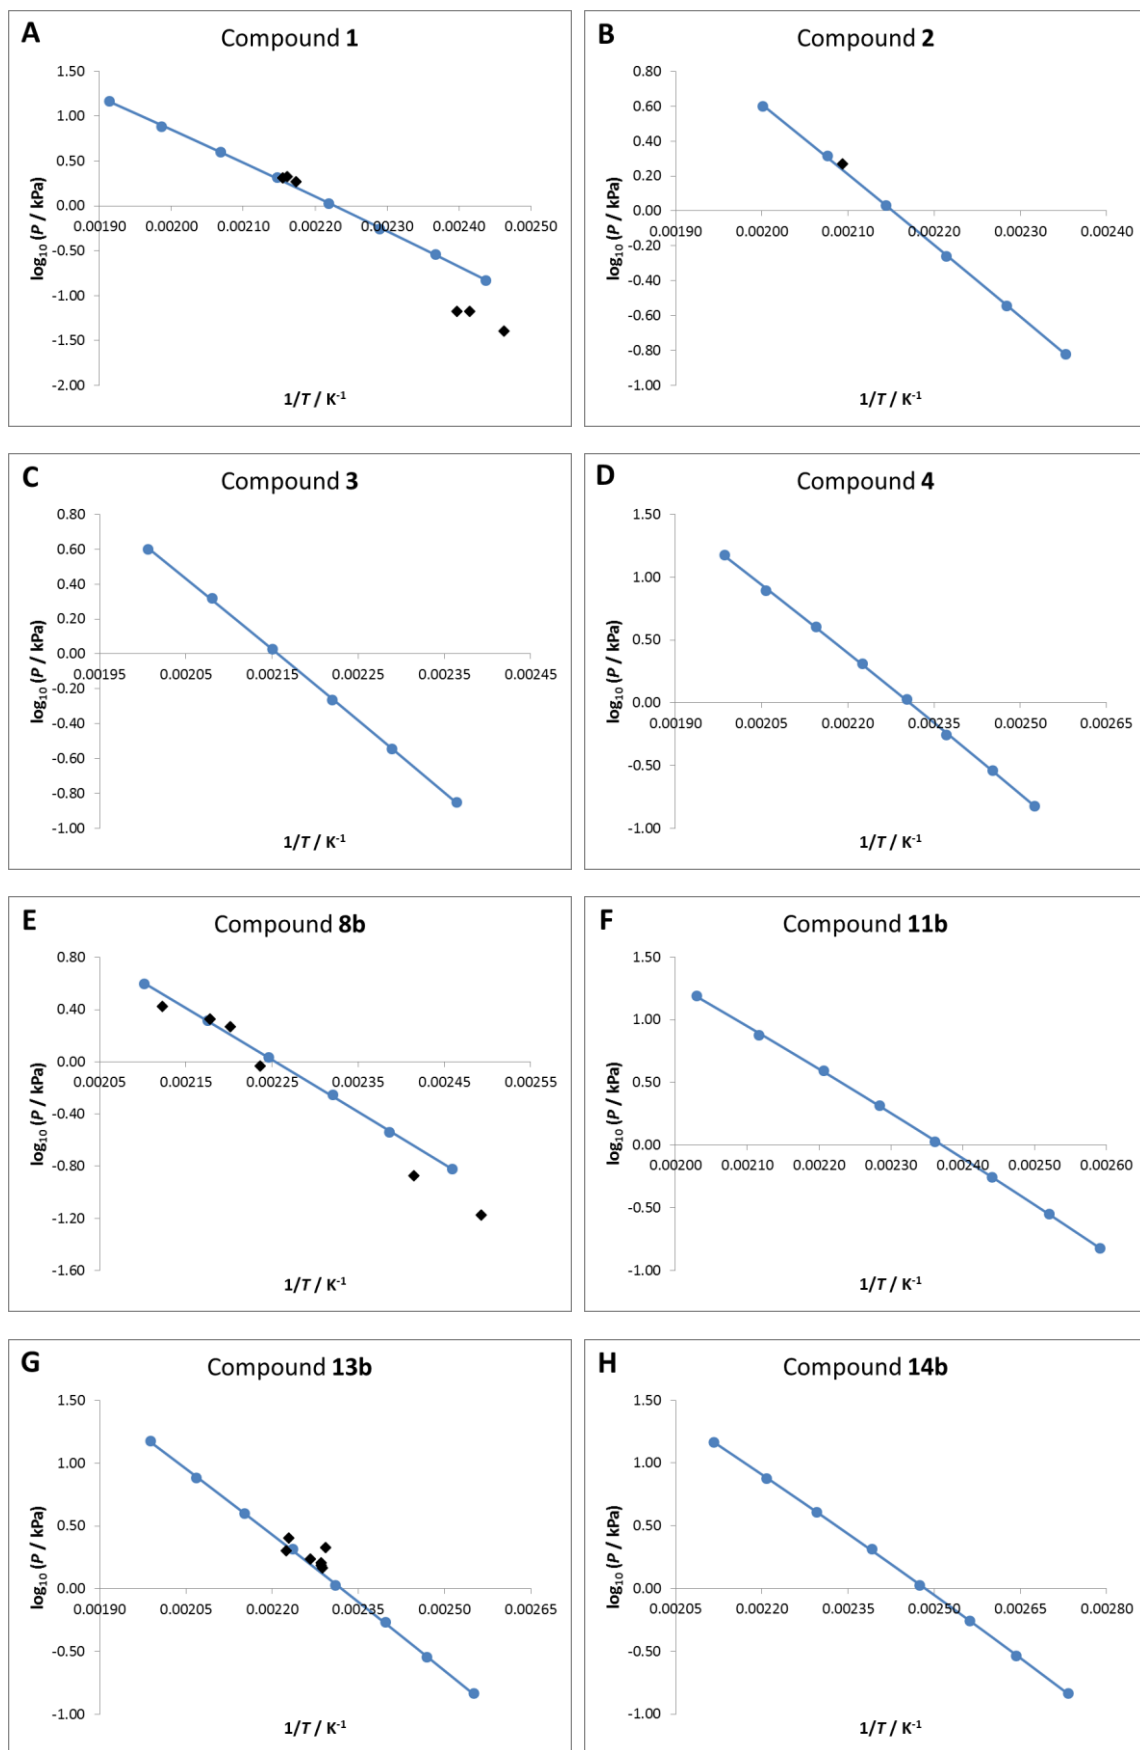 A
Compound 1
1.50
1.00
0.50
0.00
-0.50
-1.00
-1.50
-2.00
0.00190 0.00200 0.00210 0.00220 0.00230 0.00240 0.00250
log10 (P / kPa)
1/T / K-1
B
Compound 2
0.80
0.60
0.40
0.20
0.00
-0.20
-0.40
-0.60
-0.80
-1.00
0.00190 0.00200 0.00210 0.00220 0.00230 0.00240
log10 (P / kPa)
1/T / K-1
C
Compound 3
0.80
0.60
0.40
0.20
0.00
-0.20
-0.40
-0.60
-0.80
-1.00
0.00195 0.00205 0.00215 0.00225 0.00235 0.00245
log10 (P / kPa)
1/T / K-1
D
Compound 4
1.50
1.00
0.50
0.00
-0.50
-1.00
0.00190 0.00205 0.00220 0.00235 0.00250 0.00265
log10 (P / kPa)
1/T / K-1
E
Compound 8b
0.80
0.40
0.00
-0.40
-0.80
-1.20
-1.60
0.00205 0.00215 0.00225 0.00235 0.00245 0.00255
log10 (P / kPa)
1/T / K-1
F
Compound 11b
1.50
1.00
0.50
0.00
-0.50
-1.00
0.00200 0.00210 0.00220 0.00230 0.00240 0.00250 0.00260
log10 (P / kPa)
1/T / K-1
G
Compound 13b
1.50
1.00
0.50
0.00
-0.50
-1.00
0.00190 0.00205 0.00220 0.00235 0.00250 0.00265
log10 (P / kPa)
1/T / K-1
H
Compound 14b
1.50
1.00
0.50
0.00
-0.50
-1.00
0.00205 0.00220 0.00235 0.00250 0.00265 0.00280
log10 (P / kPa)
1/T / K-1